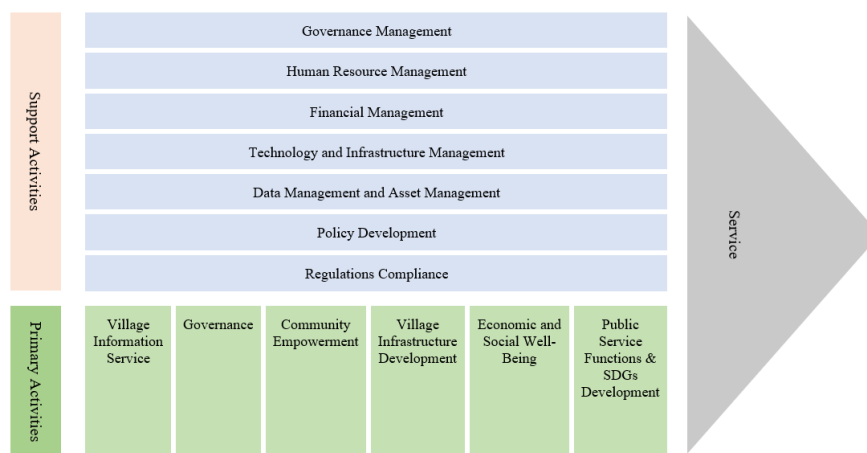 Support Activities
Governance Management
Human Resource Management
Financial Management
Technology and Infrastructure Management
Data Management and Asset Management
Policy Development
Regulations Compliance
Service
Primary Activities
Village
Information
Service
Governance
Community
Empowerment
Village
Infrastructure
Development
Economic and
Social Well-
Being
Public
Service
Functions &
SDGs
Development